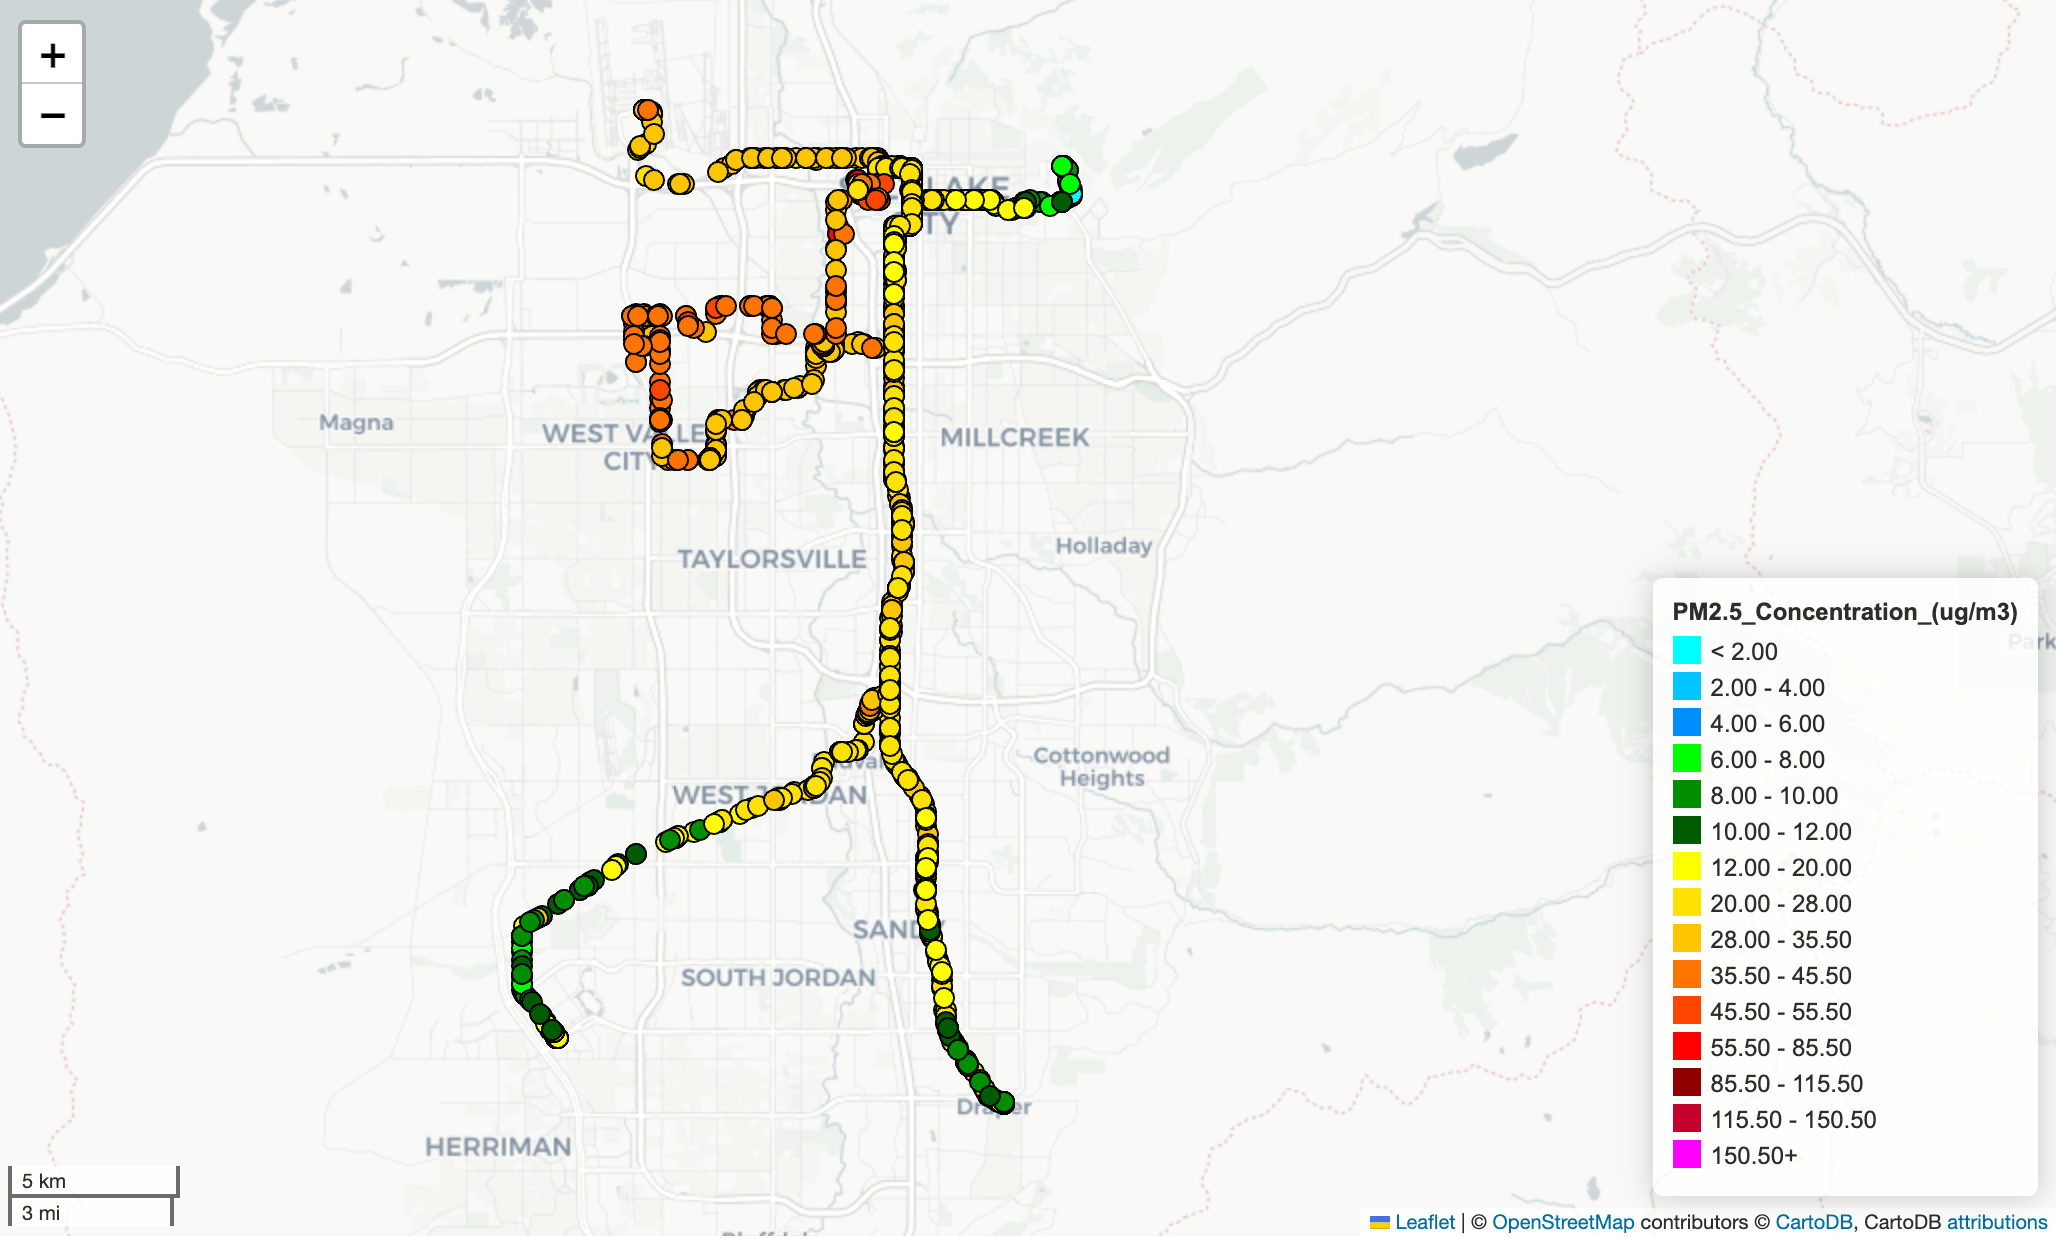 +
−
LAKE
TY
Magna
WEST VALLE
CITY
MILLCREEK
TAYLORSVILLE
Holladay
Park
Cottonwood
Heights
WEST JORDAN
SANDY
SOUTH JORDAN
Draper
HERRIMAN
PM2.5_Concentration_(ug/m3)
< 2.00
2.00 - 4.00
4.00 - 6.00
6.00 - 8.00
8.00 - 10.00
10.00 - 12.00
12.00 - 20.00
20.00 - 28.00
28.00 - 35.50
35.50 - 45.50
45.50 - 55.50
55.50 - 85.50
85.50 - 115.50
115.50 - 150.50
150.50+
5 km
3 mi
Leaflet | © OpenStreetMap contributors © CartoDB, CartoDB attributions